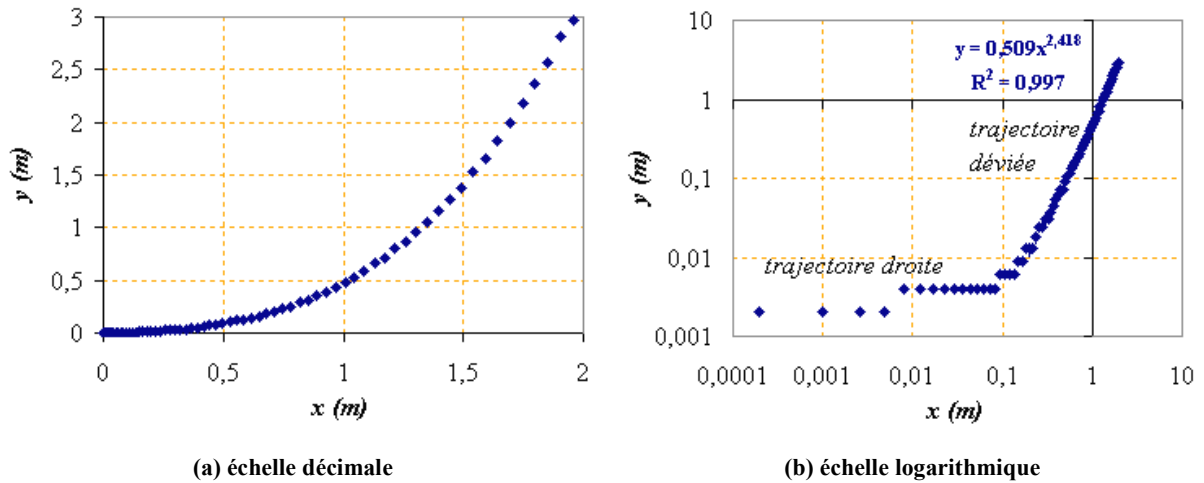 3
2,5
2
1,5
1
0,5
0
y (m)
0
0,5
1
1,5
2
x (m)
(a) échelle décimale
10
1
0,1
0,01
0,001
y (m)
y = 0,509x^2,418
R² = 0,997
trajectoire
déviée
trajectoire droite
0,0001
0,001
0,01
0,1
1
10
x (m)
(b) échelle logarithmique